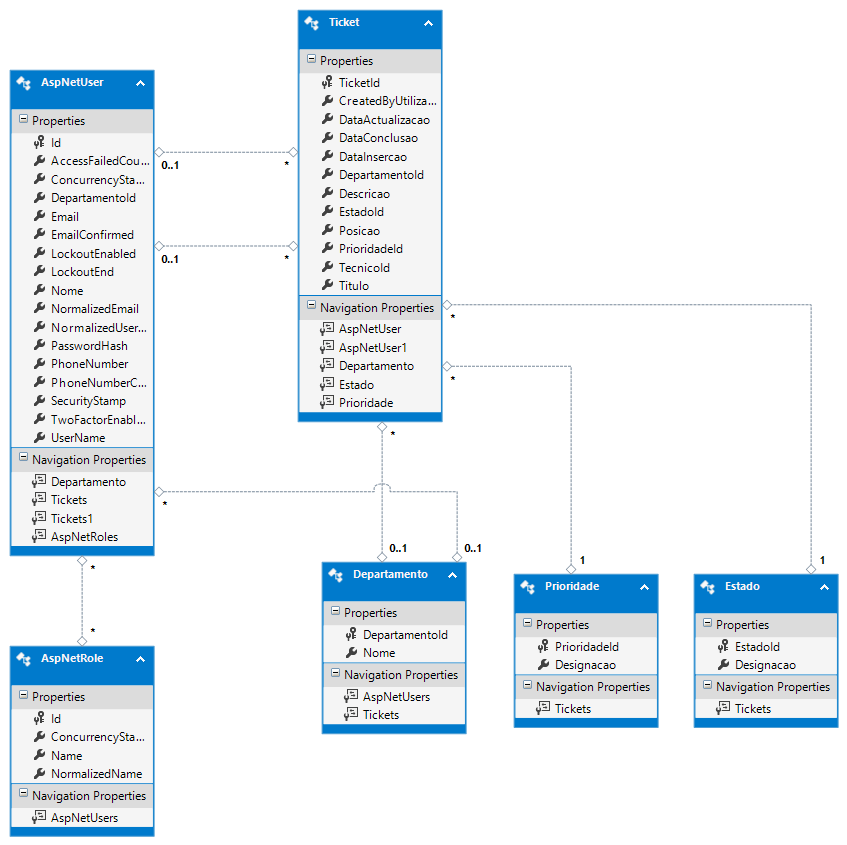 Ticket
Properties
TicketId
CreatedByUtiliza...
DataActualizacao
DataConclusao
DataInsercao
DepartamentoId
Descricao
EstadoId
Posicao
PrioridadeId
TecnicoId
Titulo
Navigation Properties
AspNetUser
AspNetUser1
Departamento
Estado
Prioridade
AspNetUser
Properties
Id
AccessFailedCou...
ConcurrencySta...
DepartamentoId
Email
EmailConfirmed
LockoutEnabled
LockoutEnd
Nome
NormalizedEmail
NormalizedUser...
PasswordHash
PhoneNumber
PhoneNumberC...
SecurityStamp
TwoFactorEnabl...
UserName
Navigation Properties
Departamento
Tickets
Tickets1
AspNetRoles
0..1
*
0..1
*
*
*
*
*
0..1
0..1
1
1
*
*
Departamento
Properties
DepartamentoId
Nome
Navigation Properties
AspNetUsers
Tickets
Prioridade
Properties
PrioridadeId
Designacao
Navigation Properties
Tickets
Estado
Properties
EstadoId
Designacao
Navigation Properties
Tickets
AspNetRole
Properties
Id
ConcurrencySta...
Name
NormalizedName
Navigation Properties
AspNetUsers